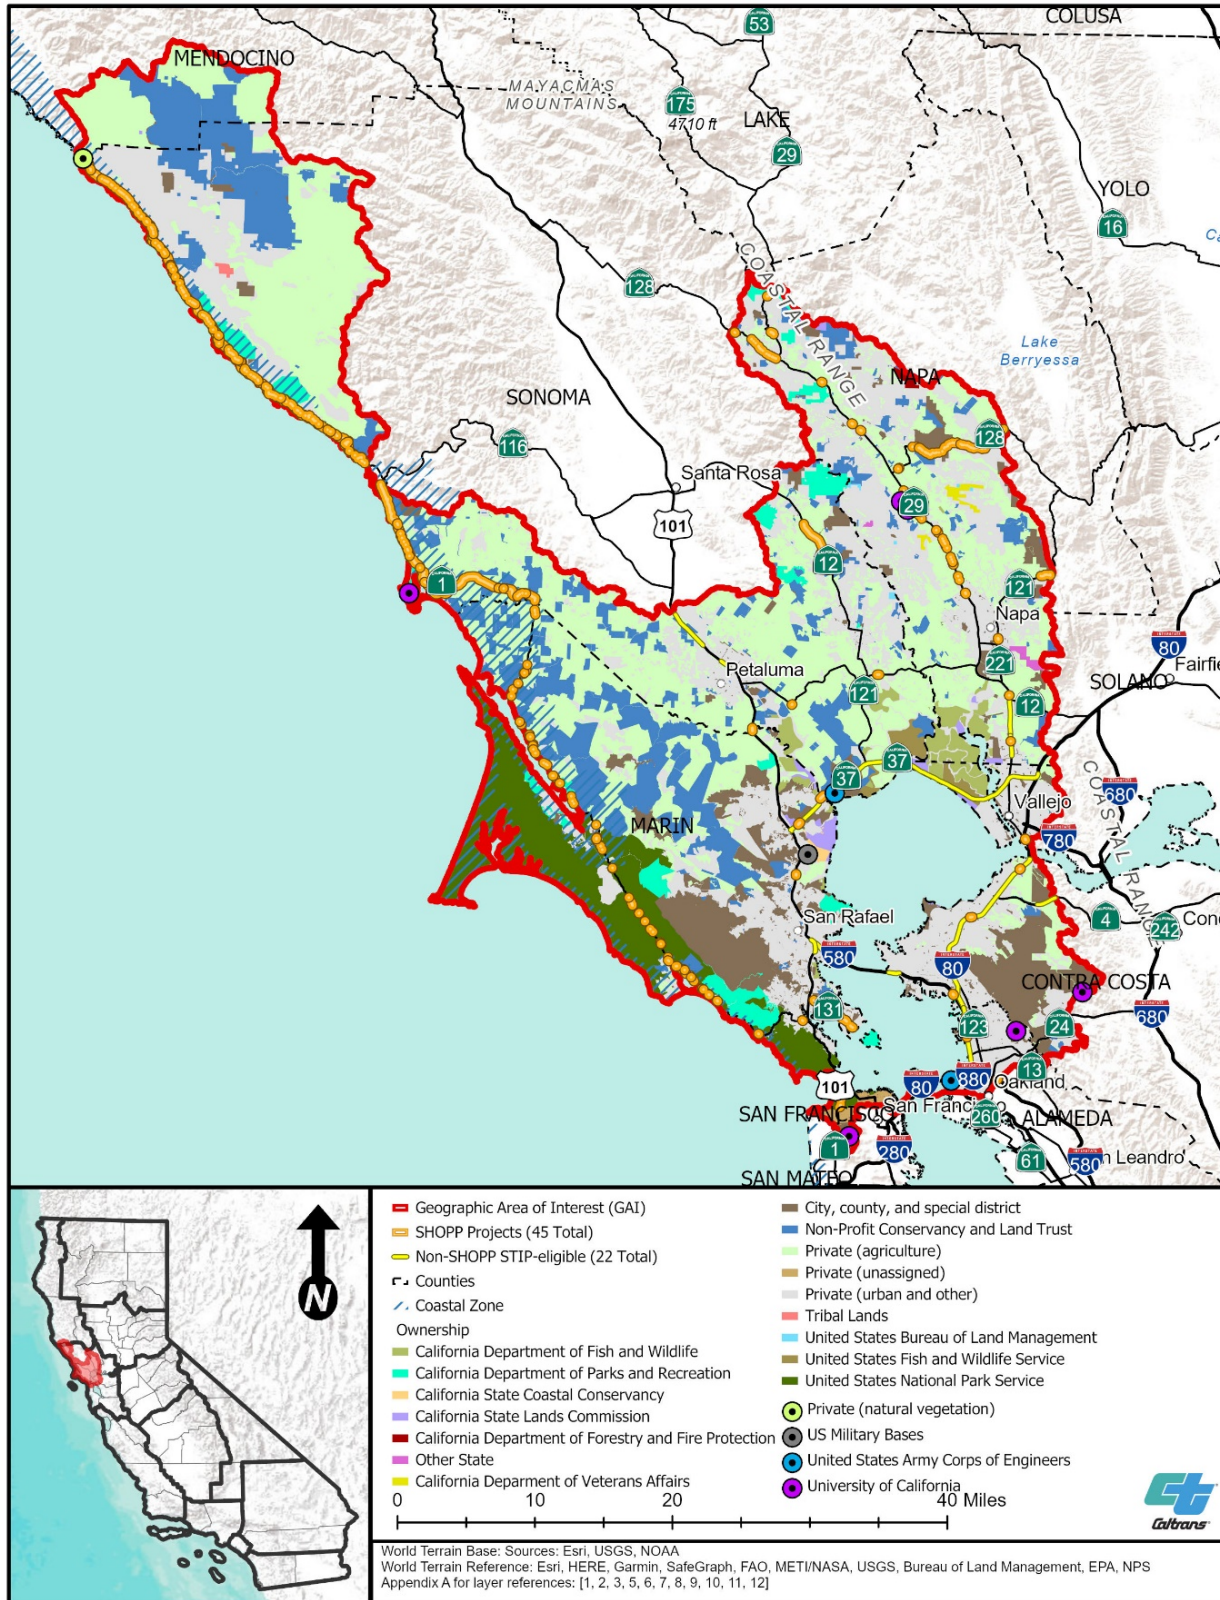 53
COLUSA
MENDOCINO
MAYACMAS
MOUNTAINS
175
4710 ft
LAKE
29
YOLO
16
COASTAL RANGE
128
Lake
Berryessa
NAPA
SONOMA
116
128
Santa Rosa
101
29
12
1
121
Napa
80
221
Petaluma
SOLANO
121
12
37
37
COASTAL RANGE
680
Vallejo
MARIN
780
San Rafael
4
242
580
80
CONTRA COSTA
131
123
24
680
13
101
80
880
Oakland
SAN FRANCISCO
San Francisco
260
ALAMEDA
1
280
61
580
n Leandro
SAN MATEO
N
Geographic Area of Interest (GAI)
SHOPP Projects (45 Total)
Non-SHOPP STIP-eligible (22 Total)
Counties
Coastal Zone
Ownership
California Department of Fish and Wildlife
California Department of Parks and Recreation
California State Coastal Conservancy
California State Lands Commission
California Department of Forestry and Fire Protection
Other State
California Deparment of Veterans Affairs
City, county, and special district
Non-Profit Conservancy and Land Trust
Private (agriculture)
Private (unassigned)
Private (urban and other)
Tribal Lands
United States Bureau of Land Management
United States Fish and Wildlife Service
United States National Park Service
Private (natural vegetation)
US Military Bases
United States Army Corps of Engineers
University of California
0 10 20 40 Miles
Caltrans
World Terrain Base: Sources: Esri, USGS, NOAA
World Terrain Reference: Esri, HERE, Garmin, SafeGraph, FAO, METI/NASA, USGS, Bureau of Land Management, EPA, NPS
Appendix A for layer references: [1, 2, 3, 5, 6, 7, 8, 9, 10, 11, 12]